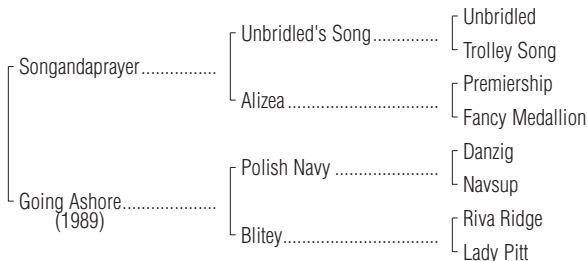 Unbridled
Unbridled's Song..............
Trolley Song
Songandaprayer................
Premiership
Alizea................................
Fancy Medallion
Danzig
Polish Navy ......................
Navsup
Going Ashore....................
(1989)
Riva Ridge
Blitey.................................
Lady Pitt